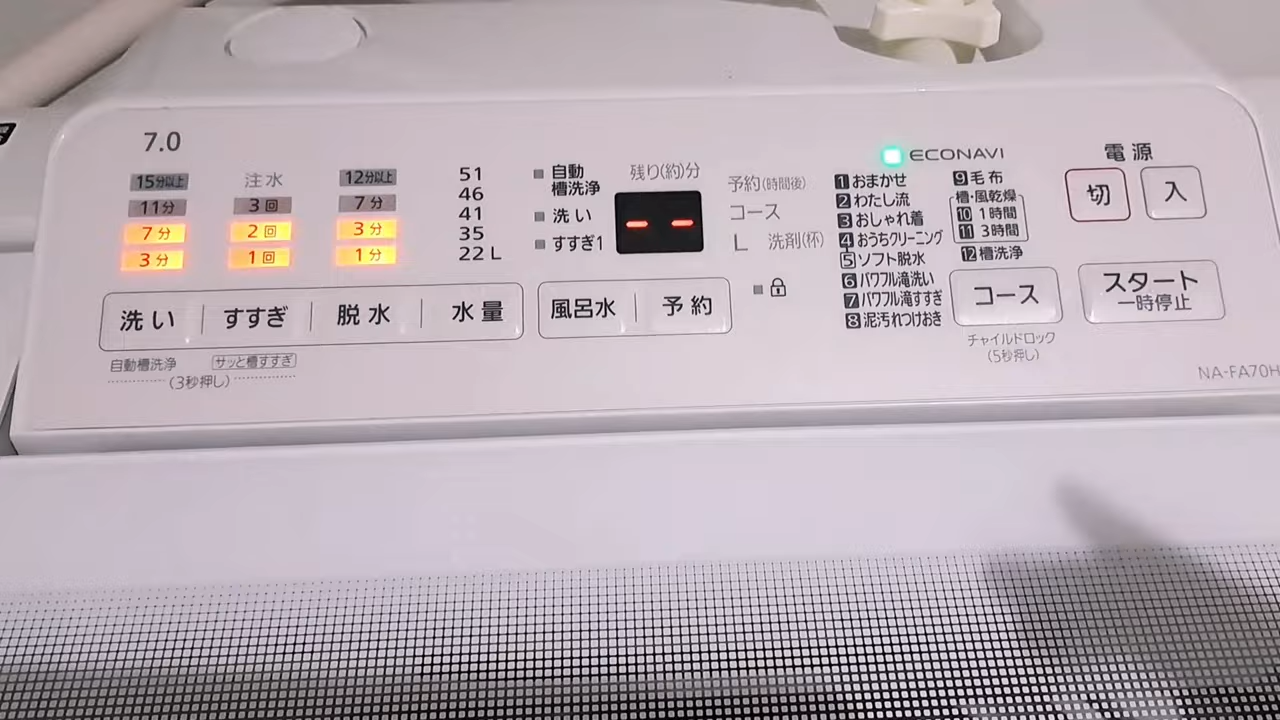 7.0
15分以上
11分
7分
3分
注水
3回
2回
1回
12分以上
7分
3分
1分
51
46
41
35
22 L
自動
槽洗浄
洗い
すすぎ1
残り(約)分
- -
予約(時間後)
コース
L 洗剤(杯)
ECONAVI
1 おまかせ
2 わたし流
3 おしゃれ着
4 おうちクリーニング
5 ソフト脱水
6 パワフル滝洗い
7 パワフル滝すすぎ
8 泥汚れつけおき
9 毛布
槽・風乾燥
10 1時間
11 3時間
12 槽洗浄
電源
切
入
洗い
すすぎ
脱水
水量
風呂水
予約
コース
スタート
一時停止
自動槽洗浄
サッと槽すすぎ
(3秒押し)
チャイルドロック
(5秒押し)
NA-FA70H